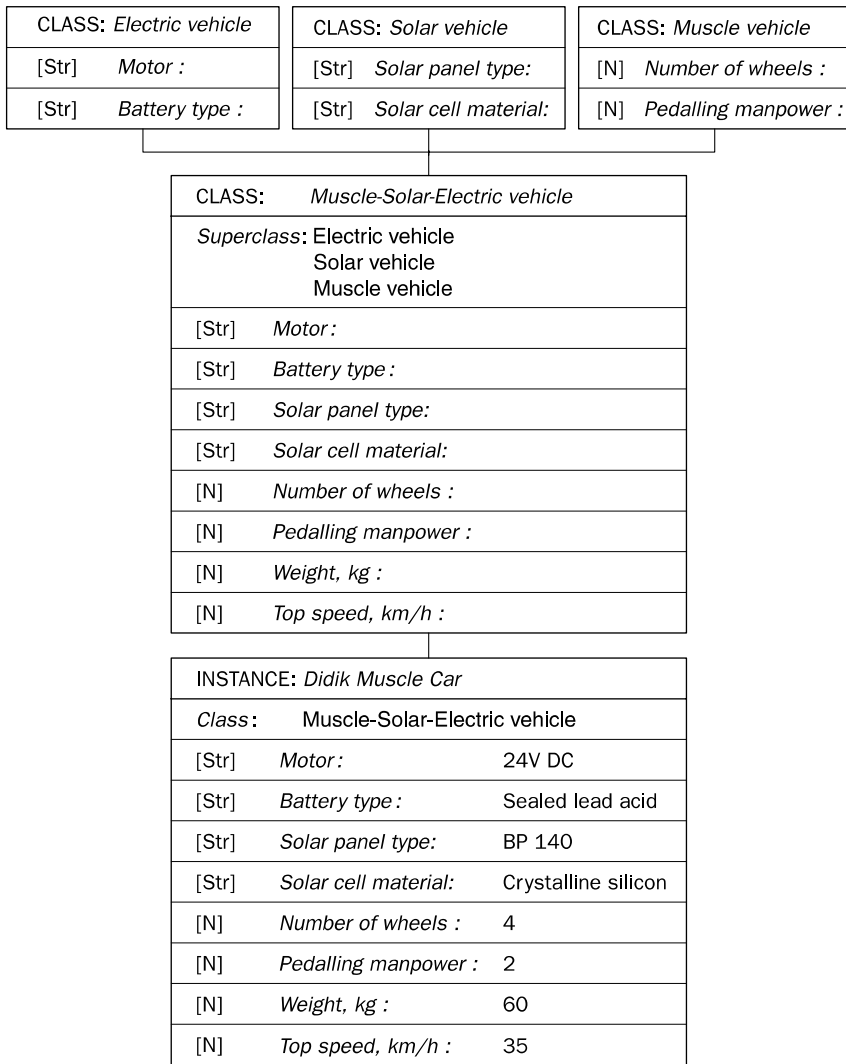 CLASS: Electric vehicle
[Str] Motor :
[Str] Battery type :
CLASS: Solar vehicle
[Str] Solar panel type:
[Str] Solar cell material:
CLASS: Muscle vehicle
[N] Number of wheels :
[N] Pedalling manpower :
CLASS: Muscle-Solar-Electric vehicle
Superclass: Electric vehicle
Solar vehicle
Muscle vehicle
[Str] Motor :
[Str] Battery type :
[Str] Solar panel type:
[Str] Solar cell material:
[N] Number of wheels :
[N] Pedalling manpower :
[N] Weight, kg :
[N] Top speed, km/h :
INSTANCE: Didik Muscle Car
Class : Muscle-Solar-Electric vehicle
[Str] Motor : 24V DC
[Str] Battery type : Sealed lead acid
[Str] Solar panel type: BP 140
[Str] Solar cell material: Crystalline silicon
[N] Number of wheels : 4
[N] Pedalling manpower : 2
[N] Weight, kg : 60
[N] Top speed, km/h : 35